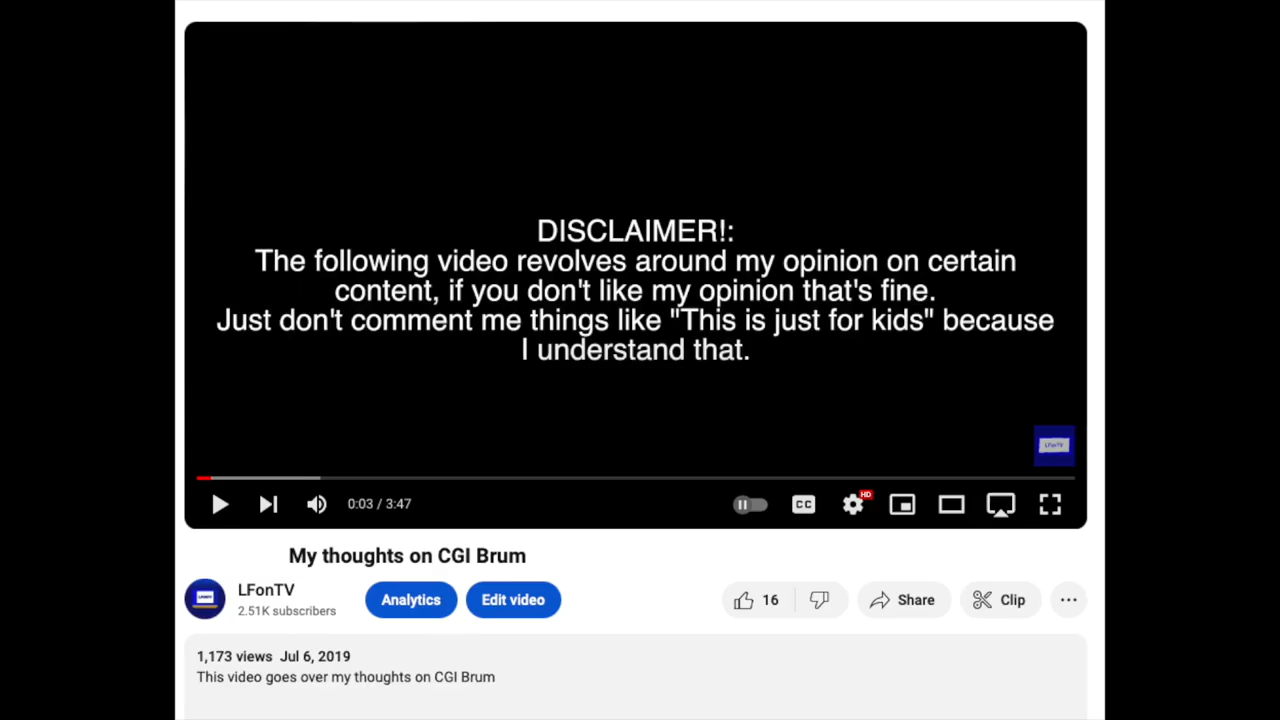 DISCLAIMER!:
The following video revolves around my opinion on certain
content, if you don't like my opinion that's fine.
Just don't comment me things like "This is just for kids" because
I understand that.
LFonTV
0:03 / 3:47
CC
HD
My thoughts on CGI Brum
LFonTV
2.51K subscribers
Analytics
Edit video
16
Share
Clip
1,173 views Jul 6, 2019
This video goes over my thoughts on CGI Brum